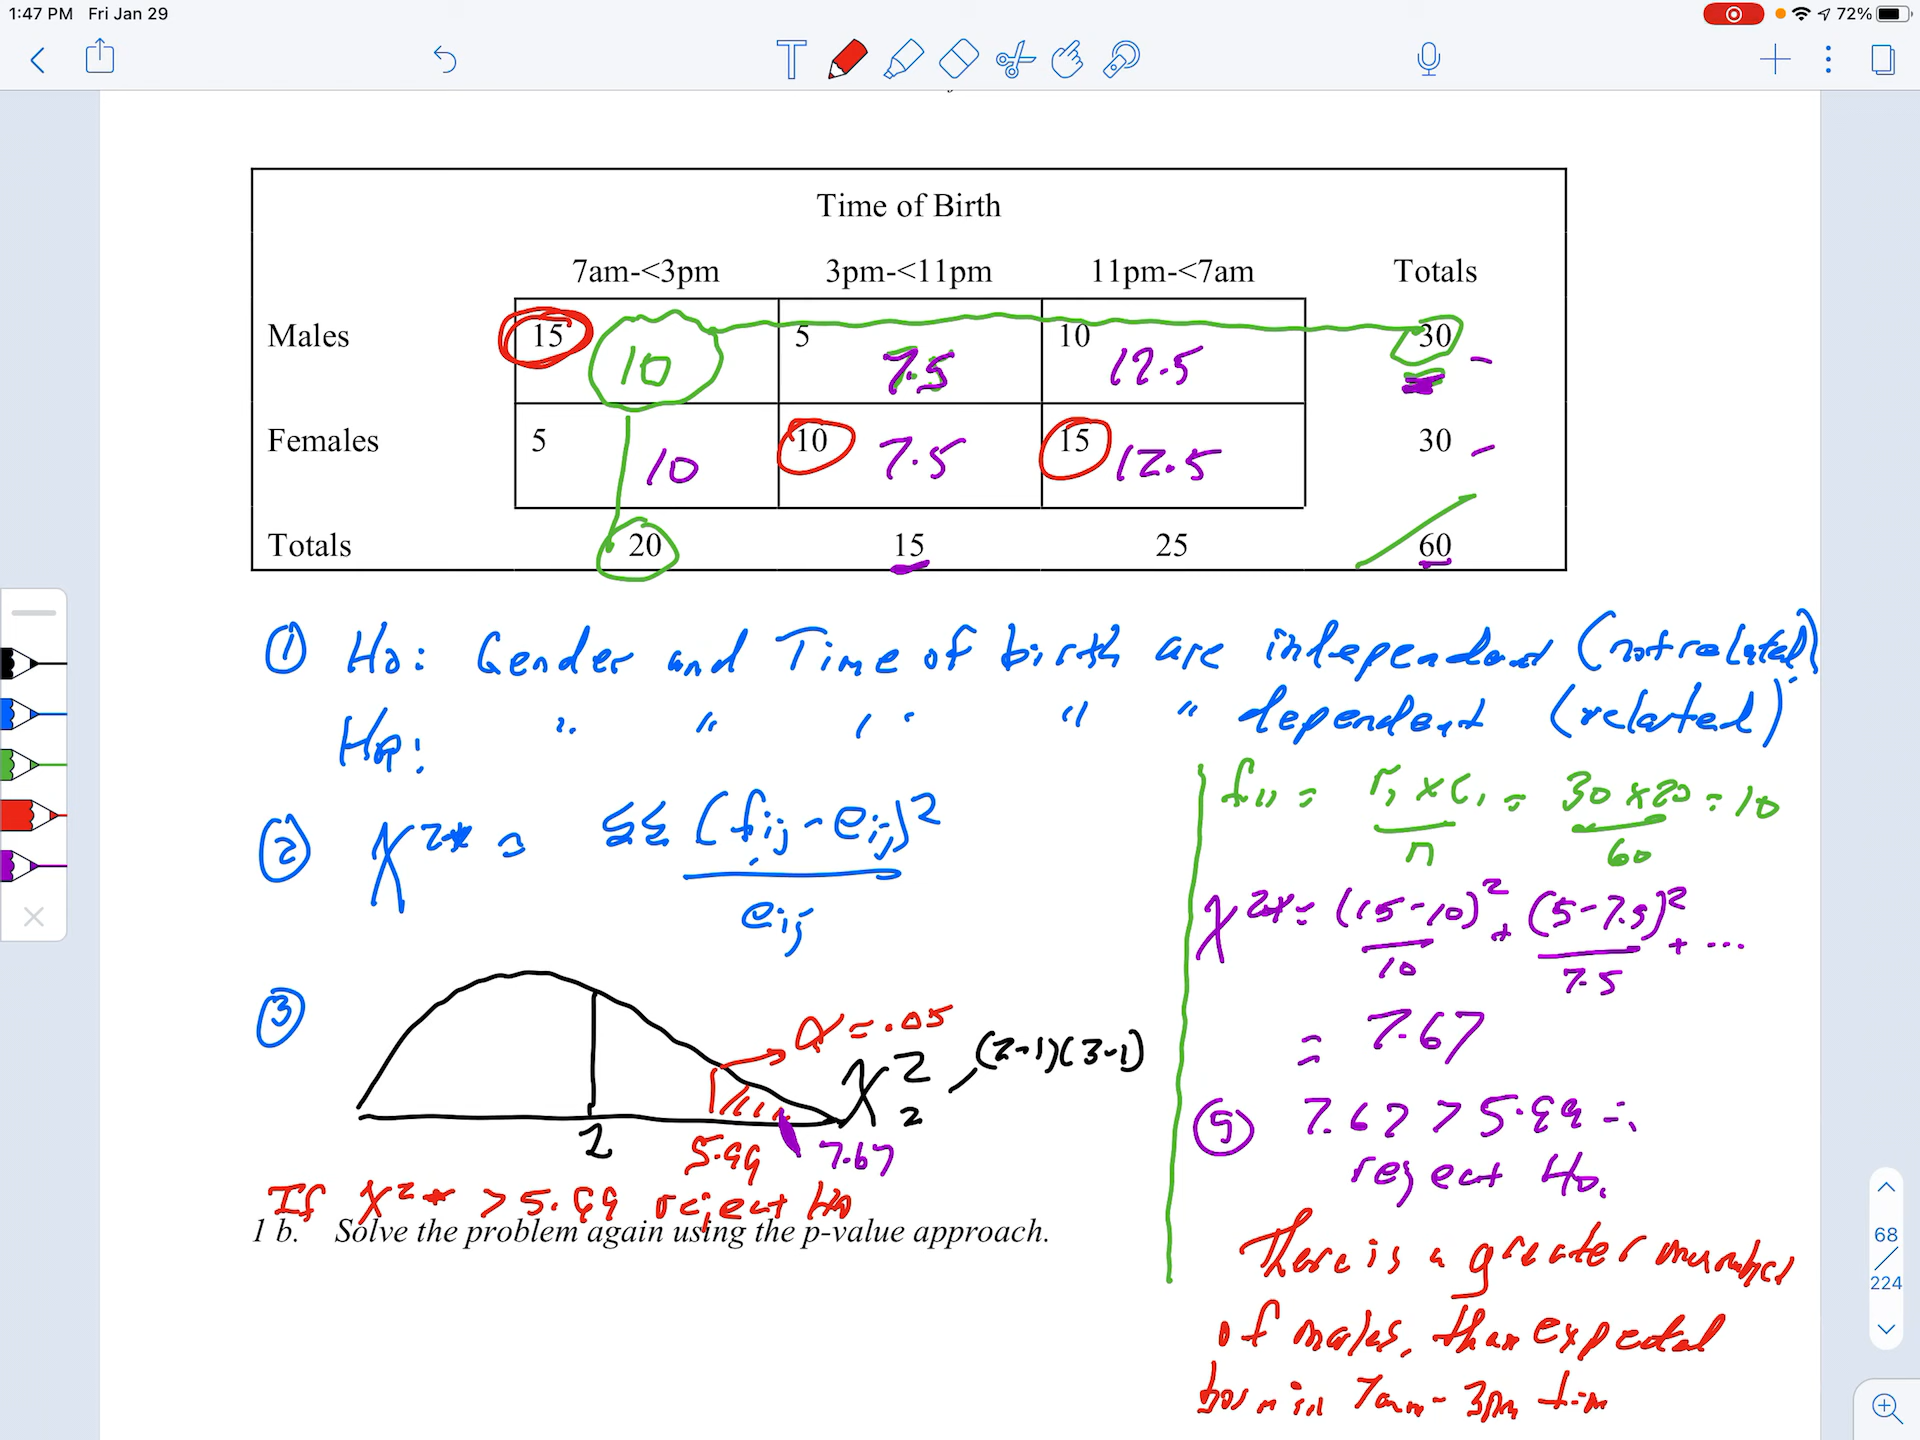 1:47 PM Fri Jan 29
72%
Time of Birth
7am-<3pm 3pm-<11pm 11pm-<7am Totals
Males 15 10 5 7.5 10 12.5 30
Females 5 10 10 7.5 15 12.5 30
Totals 20 15 25 60
① Ho: Gender and Time of birth are independent (not related)
Ha: " " " " " dependent (related)
② χ²* = ΣΣ (fij - eij)²
eij
f11 = r1 x c1 = 30 x 20 = 10
n 60
χ²* = (15-10)² + (5-7.5)² + ...
10 7.5
= 7.67
③ α = .05
χ² 2 , (2-1)(3-1)
2 5.99 7.67
If χ²* > 5.99 reject Ho
⑤ 7.67 > 5.99 ∴
reject Ho.
1 b. Solve the problem again using the p-value approach.
There is a greater number
of males, than expected
born in 7am - 3pm
68
224